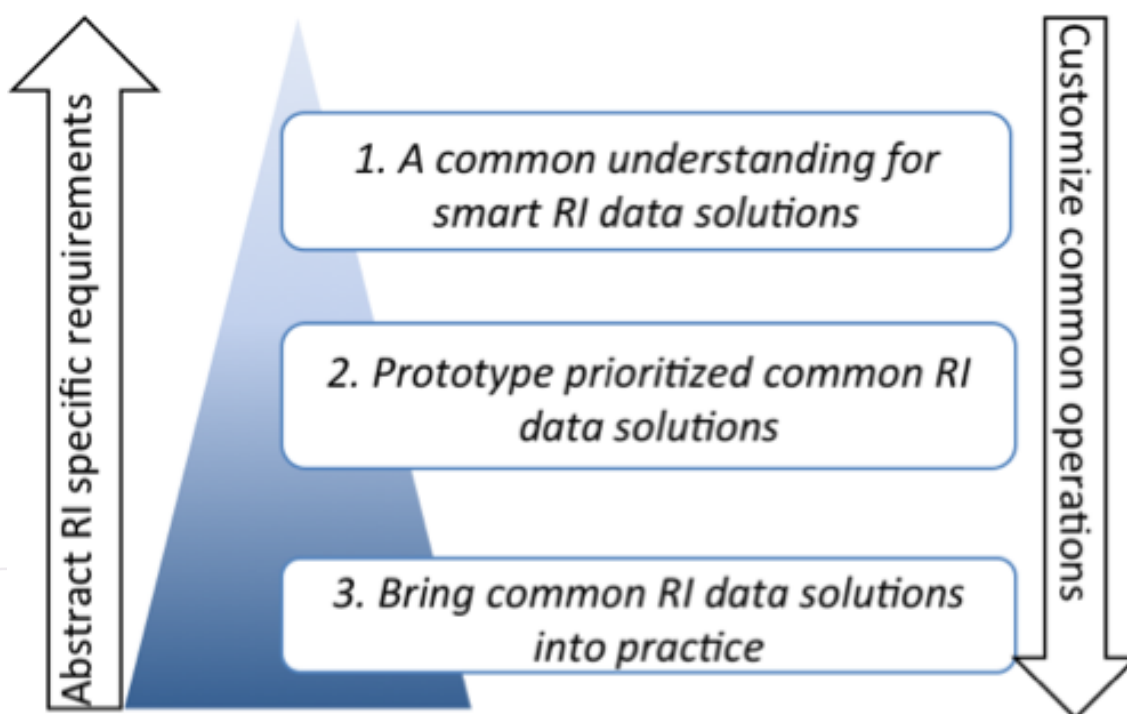 Abstract RI specific requirements
1. A common understanding for
smart RI data solutions
2. Prototype prioritized common RI
data solutions
3. Bring common RI data solutions
into practice
Customize common operations